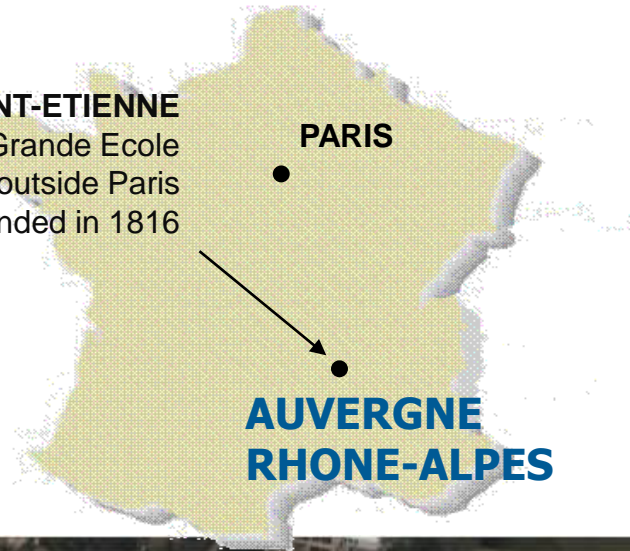 NT-ETIENNE
Grande Ecole
outside Paris
nded in 1816
PARIS
AUVERGNE
RHONE-ALPES